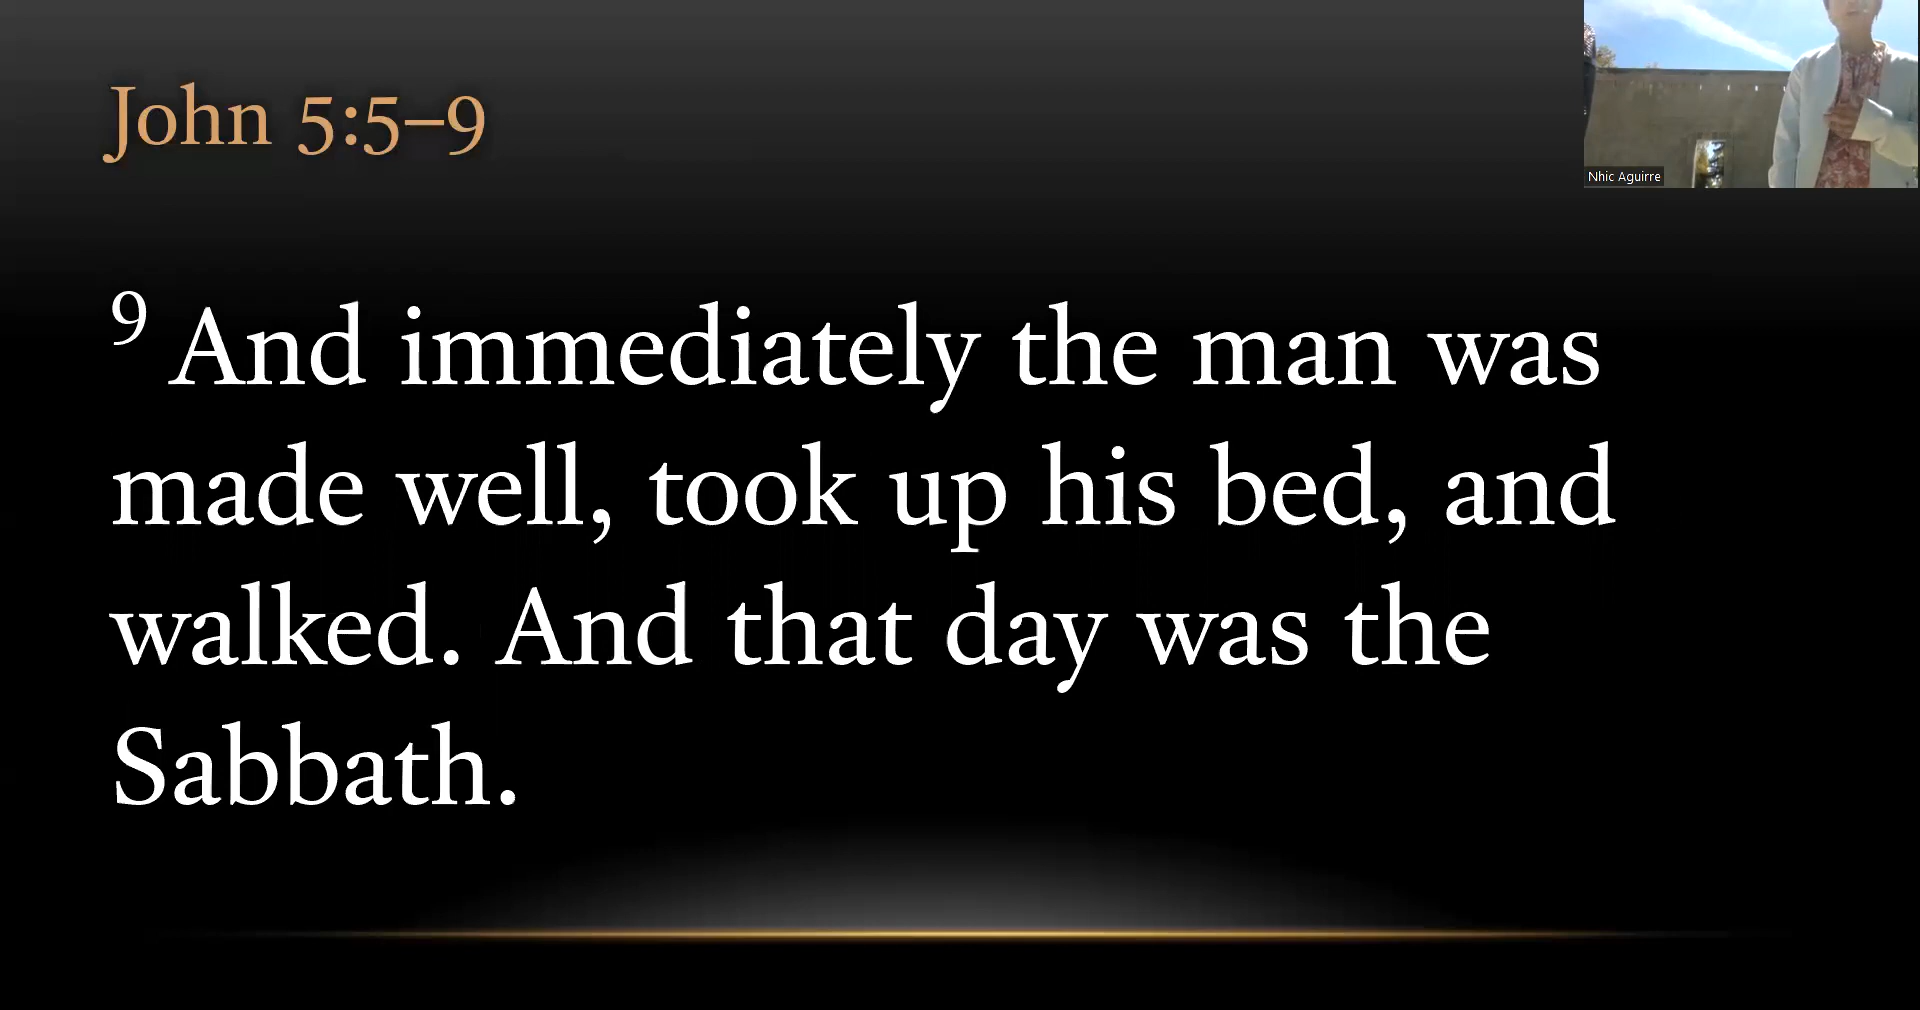 John 5:5–9
9 And immediately the man was
made well, took up his bed, and
walked. And that day was the
Sabbath.
Nhic Aguirre